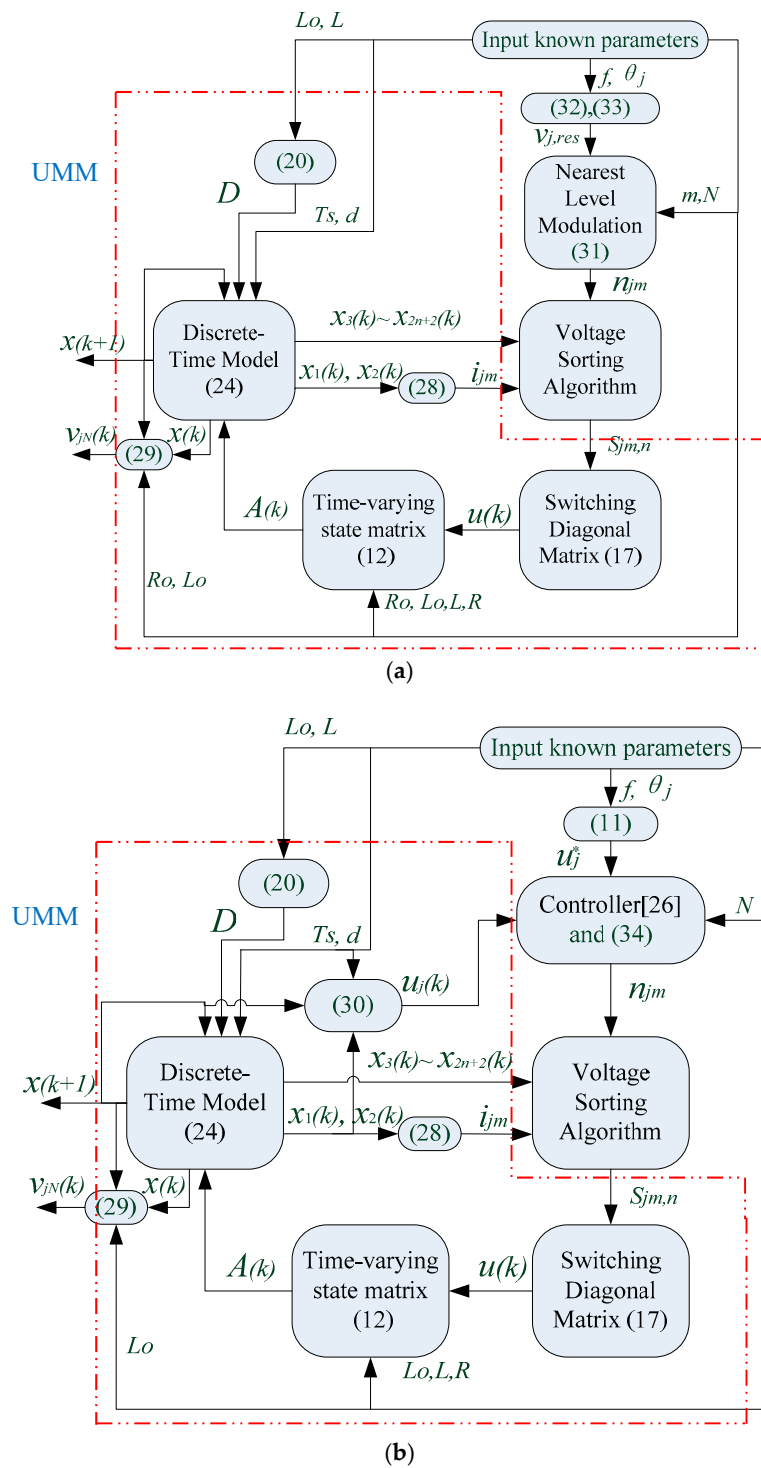 Lo, L
Input known parameters
f, θj
(32),(33)
vj,res
UMM
(20)
Nearest
Level
Modulation
(31)
m,N
D
Ts, d
njm
x3(k)~x2n+2(k)
x(k+1)
Discrete-
Time Model
(24)
Voltage
Sorting
Algorithm
x1(k), x2(k)
(28)
ijm
vjN(k)
(29)
x(k)
Sjm,n
A(k)
Time-varying
state matrix
(12)
u(k)
Switching
Diagonal
Matrix (17)
Ro, Lo
Ro, Lo,L,R
(a)
Lo, L
Input known parameters
f, θj
(11)
u*j
UMM
(20)
Controller[26]
and (34)
N
D
Ts, d
(30)
uj(k)
njm
x3(k)~x2n+2(k)
x(k+1)
Discrete-
Time Model
(24)
Voltage
Sorting
Algorithm
x1(k), x2(k)
(28)
ijm
vjN(k)
(29)
x(k)
Sjm,n
A(k)
Time-varying
state matrix
(12)
u(k)
Switching
Diagonal
Matrix (17)
Lo
Lo,L,R
(b)